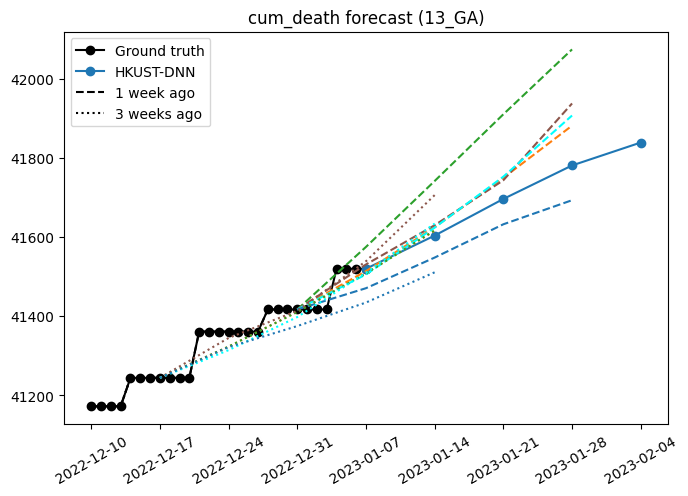 cum_death forecast (13_GA)
Ground truth
HKUST-DNN
1 week ago
3 weeks ago
42000
41800
41600
41400
41200
2022-12-10
2022-12-17
2022-12-24
2022-12-31
2023-01-07
2023-01-14
2023-01-21
2023-01-28
2023-02-04